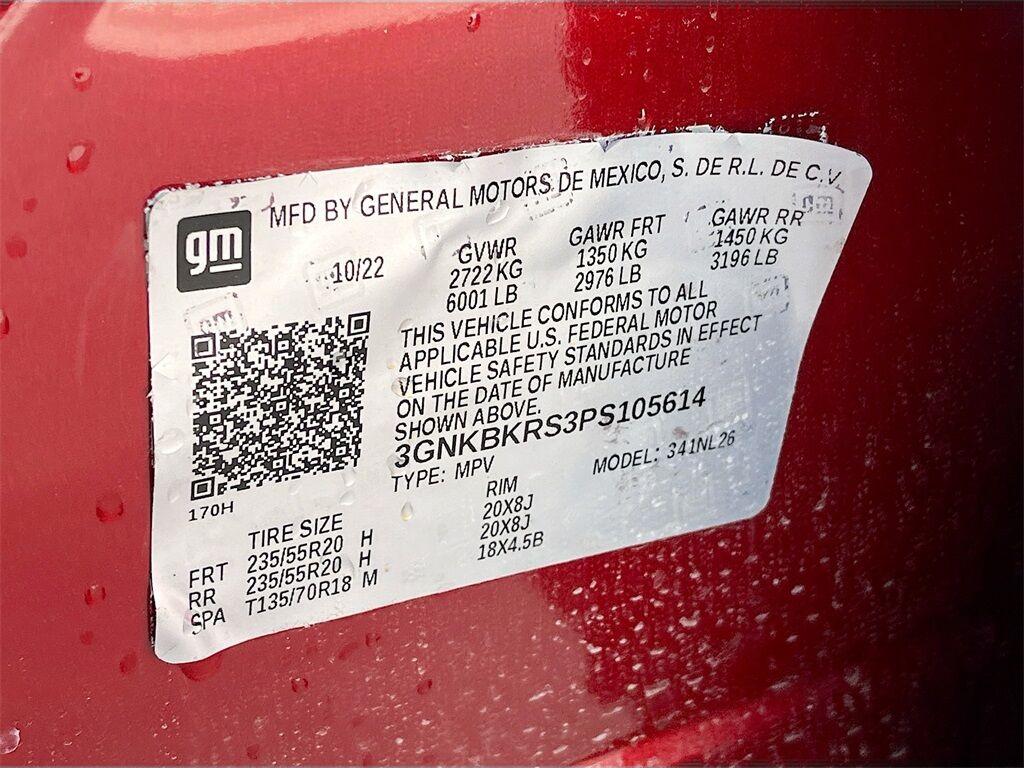 MFD BY GENERAL MOTORS DE MEXICO, S. DE R.L. DE C.V.
gm
10/22
GVWR GAWR FRT GAWR RR
2722 KG 1350 KG 1450 KG
6001 LB 2976 LB 3196 LB
THIS VEHICLE CONFORMS TO ALL
APPLICABLE U.S. FEDERAL MOTOR
VEHICLE SAFETY STANDARDS IN EFFECT
ON THE DATE OF MANUFACTURE
SHOWN ABOVE.
3GNKBKRS3PS105614
TYPE: MPV MODEL: 341NL26
170H
TIRE SIZE RIM
FRT 235/55R20 H 20X8J
RR 235/55R20 H 20X8J
SPA T135/70R18 M 18X4.5B